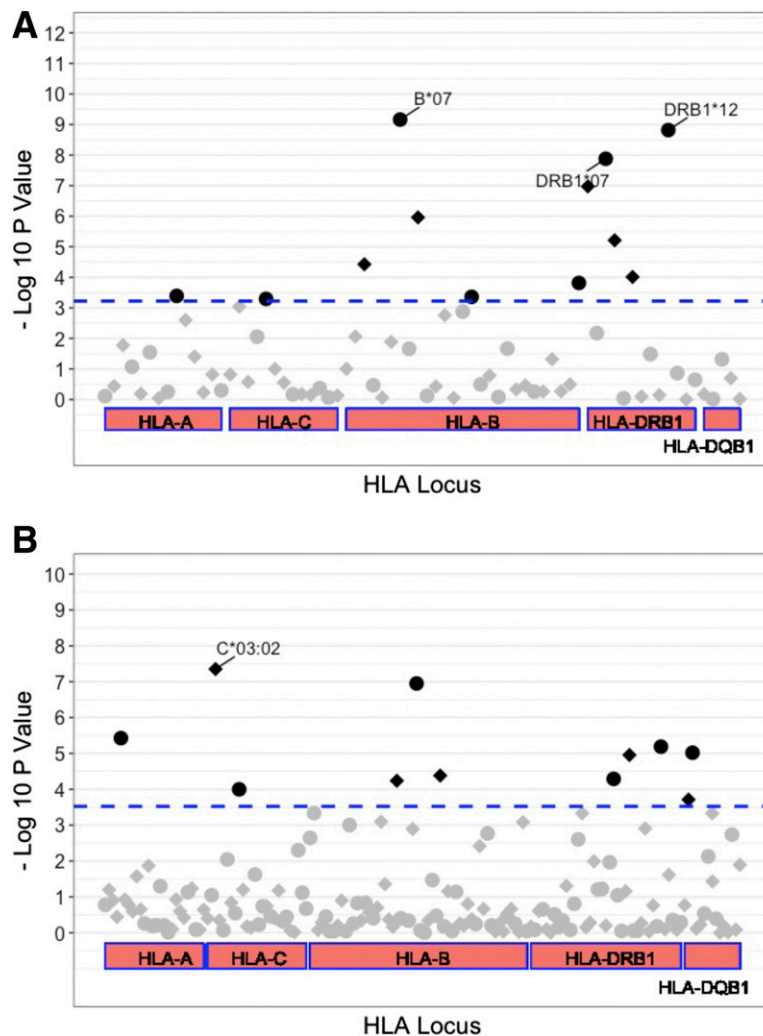 A
12
11
10
9
8
7
6
5
4
3
2
1
0
- Log 10 P Value
B*07
DRB1*12
DRB1*07
HLA-A
HLA-C
HLA-B
HLA-DRB1
HLA-DQB1
HLA Locus
B
10
9
8
7
6
5
4
3
2
1
0
- Log 10 P Value
C*03:02
HLA-A
HLA-C
HLA-B
HLA-DRB1
HLA-DQB1
HLA Locus